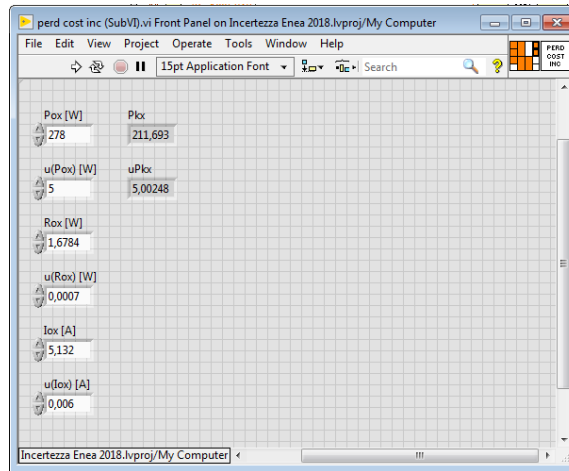 perd cost inc (SubVI).vi Front Panel on Incertezza Enea 2018.lvproj/My Computer
File Edit View Project Operate Tools Window Help
15pt Application Font Search
PERD
COST
INC
Pox [W] Pkx
278 211,693
u(Pox) [W] uPkx
5 5,00248
Rox [W]
1,6784
u(Rox) [W]
0,0007
Iox [A]
5,132
u(Iox) [A]
0,006
Incertezza Enea 2018.lvproj/My Computer